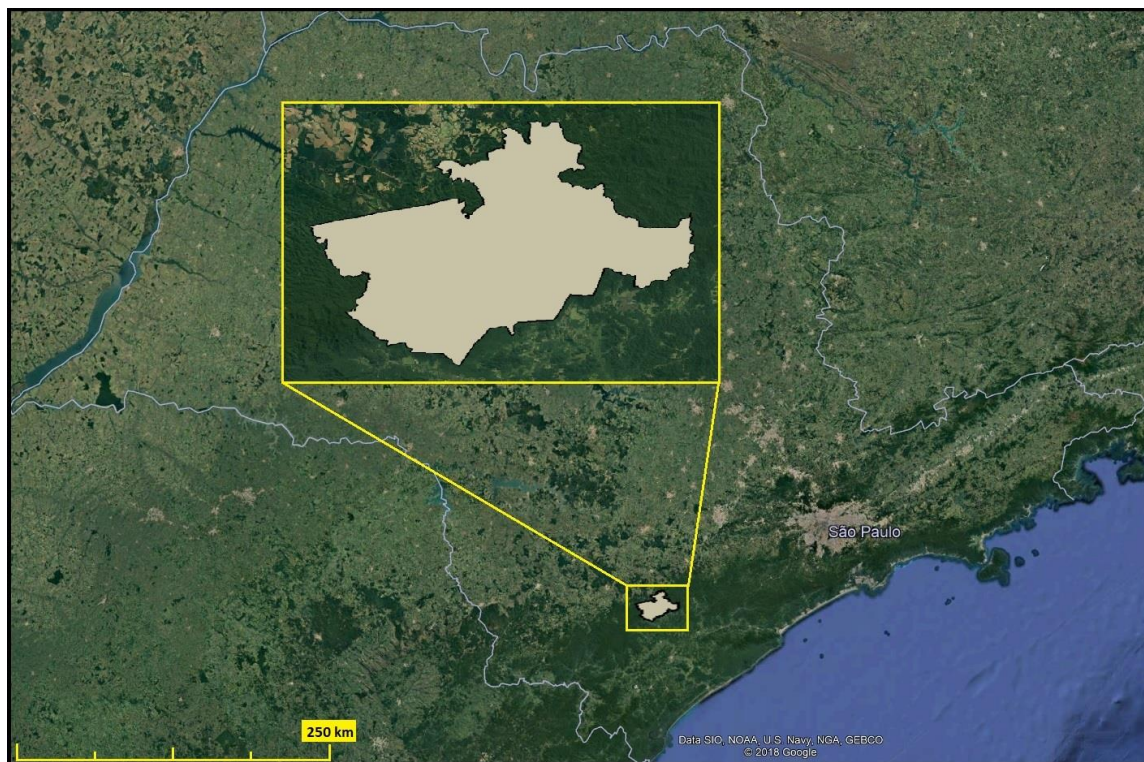 São Paulo
250 km
Data SIO, NOAA, U.S. Navy, NGA, GEBCO
© 2018 Google